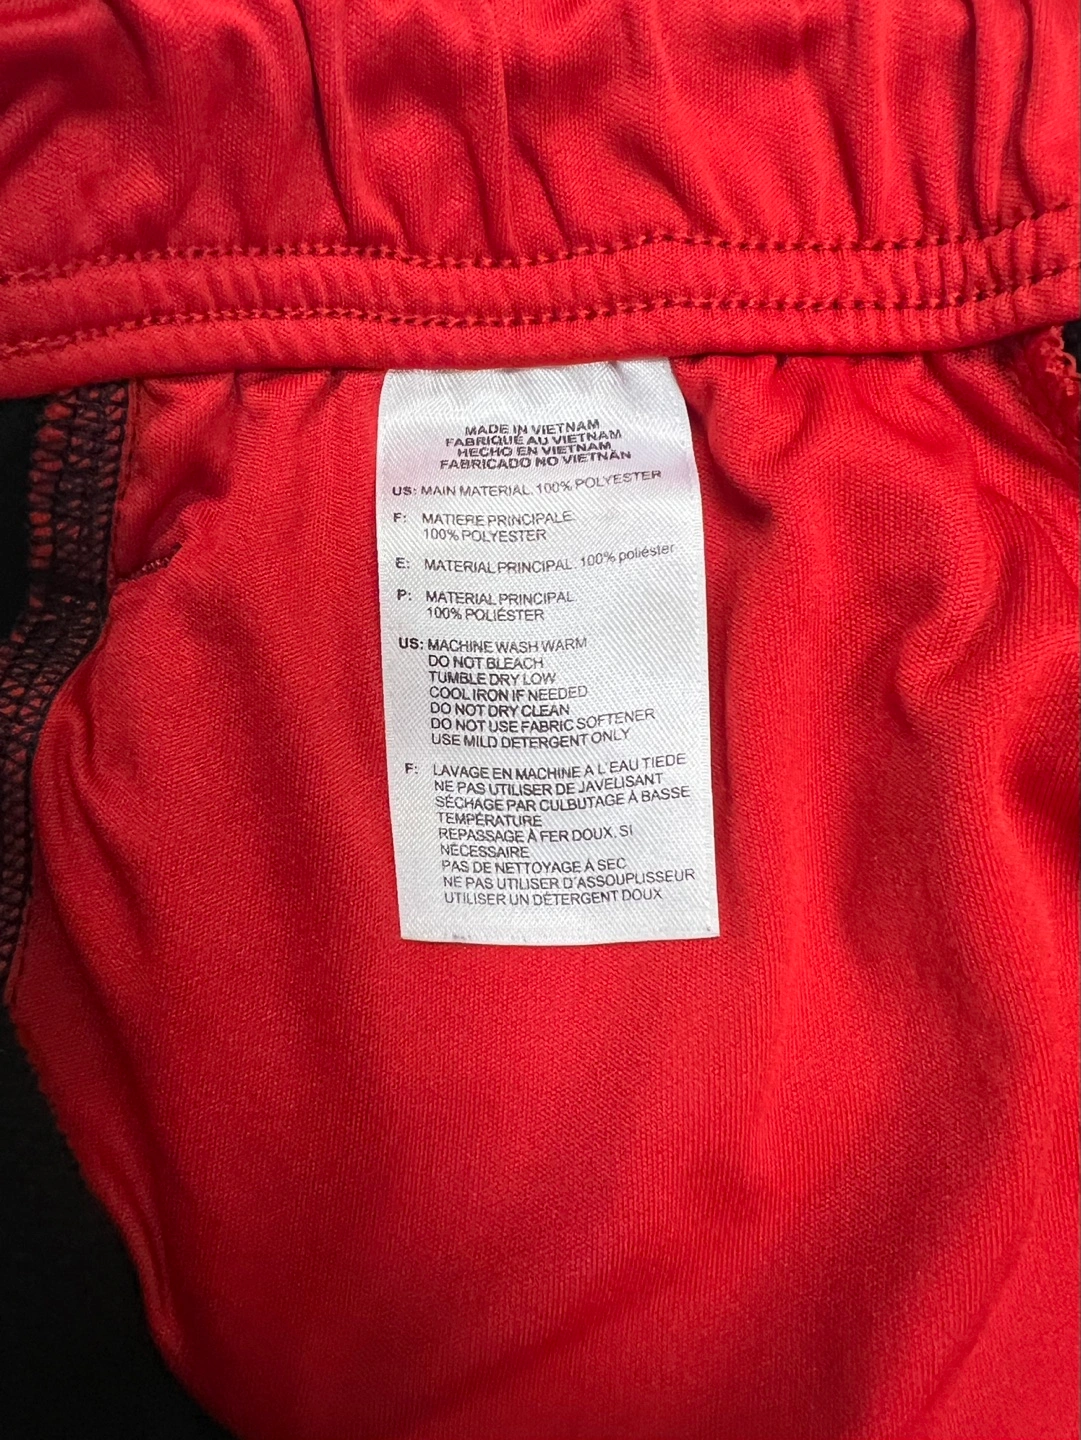 MADE IN VIETNAM
FABRIQUÉ AU VIETNAM
HECHO EN VIETNAM
FABRICADO NO VIETNÃN
US: MAIN MATERIAL. 100% POLYESTER
F: MATIERE PRINCIPALE.
100% POLYESTER
E: MATERIAL PRINCIPAL. 100% poliéster
P: MATERIAL PRINCIPAL.
100% POLIÉSTER
US: MACHINE WASH WARM
DO NOT BLEACH
TUMBLE DRY LOW
COOL IRON IF NEEDED
DO NOT DRY CLEAN
DO NOT USE FABRIC SOFTENER
USE MILD DETERGENT ONLY
F: LAVAGE EN MACHINE A L'EAU TIEDE
NE PAS UTILISER DE JAVELISANT
SÉCHAGE PAR CULBUTAGE À BASSE
TEMPÉRATURE
REPASSAGE À FER DOUX. SI
NÉCESSAIRE
PAS DE NETTOYAGE À SEC
NE PAS UTILISER D'ASSOUPLISSEUR
UTILISER UN DÉTERGENT DOUX